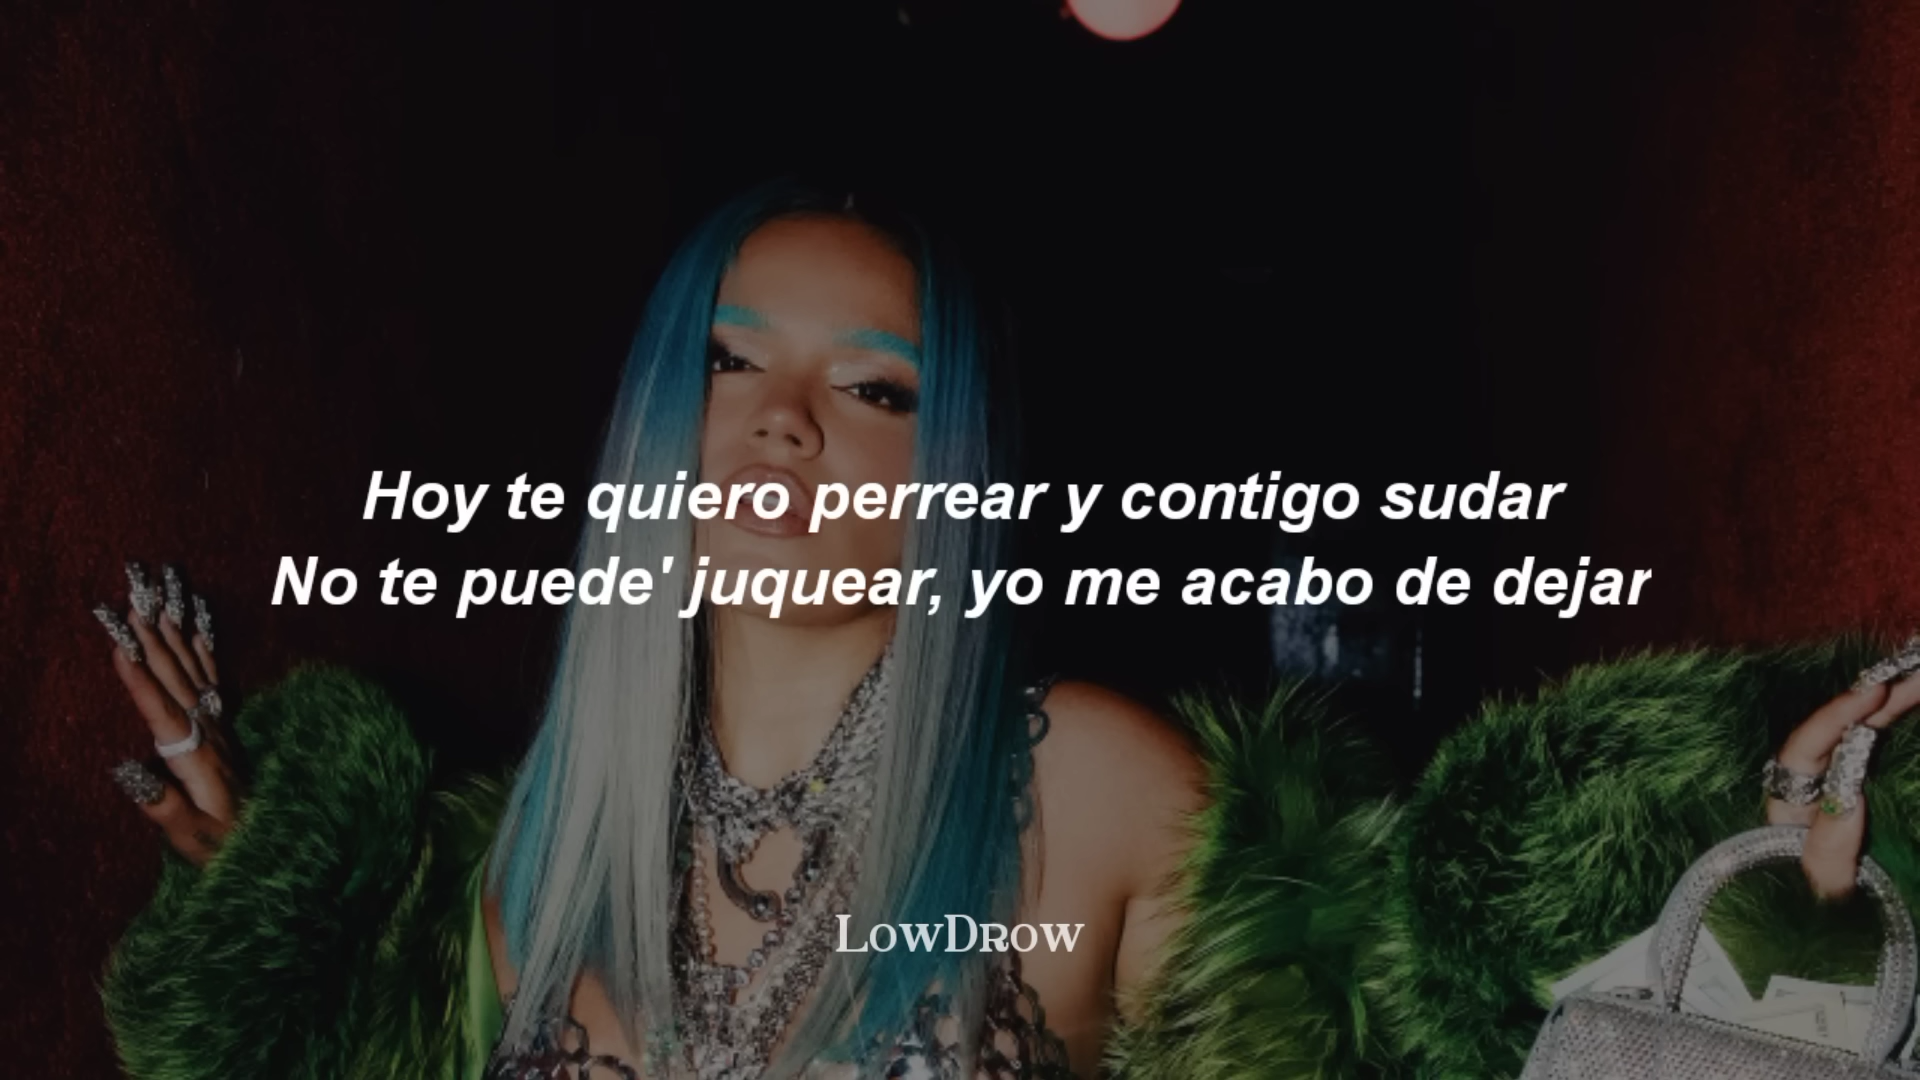 Hoy te quiero perrear y contigo sudar
No te puede' juquear, yo me acabo de dejar
LowDrow